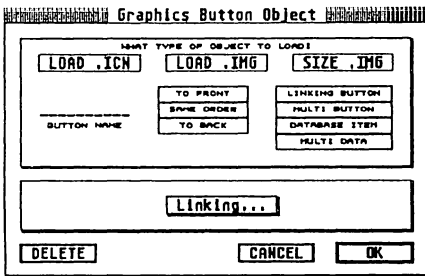 Graphics Button Object
WHAT TYPE OF OBJECT TO LOAD!
LOAD .ICN LOAD .IMG SIZE .IMG
TO FRONT
SAME ORDER
TO BACK
LINKING BUTTON
MULTI BUTTON
DATABASE ITEM
MULTI DATA
BUTTON NAME
Linking...
DELETE CANCEL OK